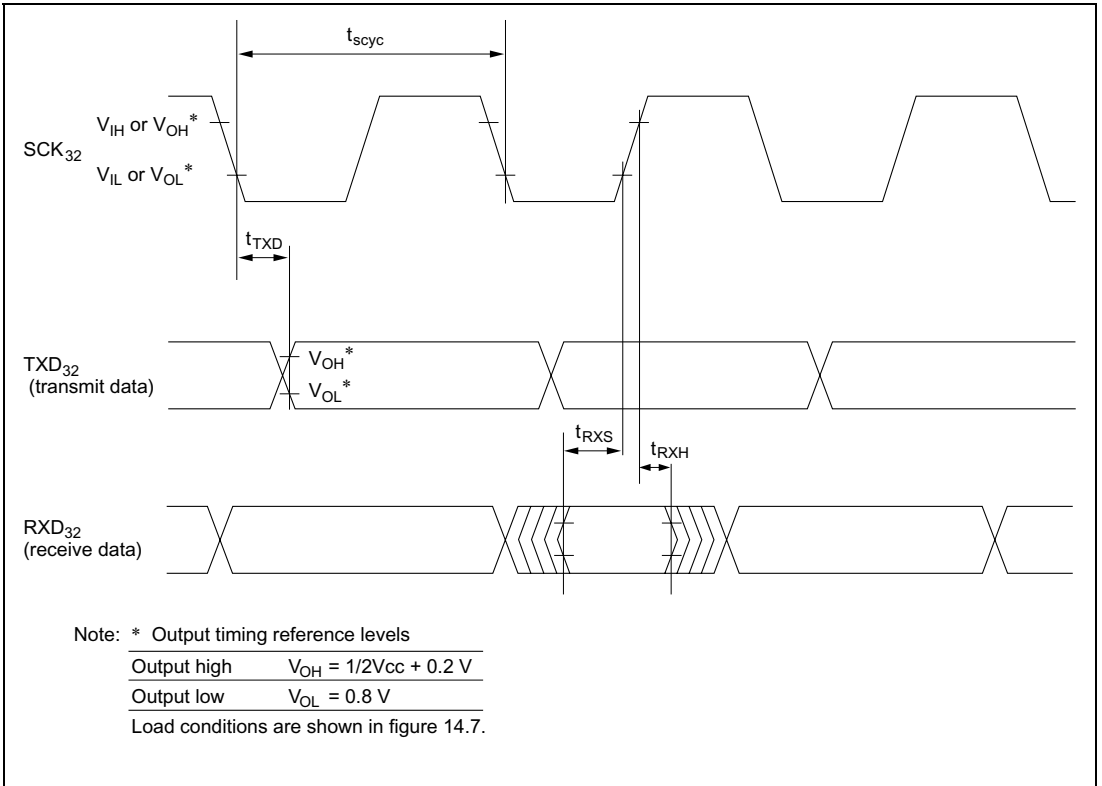 tscyc
VIH or VOH*
SCK32
VIL or VOL*
tTXD
TXD32
(transmit data)
VOH*
VOL*
tRXS
tRXH
RXD32
(receive data)
Note: * Output timing reference levels
Output high VOH = 1/2Vcc + 0.2 V
Output low VOL = 0.8 V
Load conditions are shown in figure 14.7.